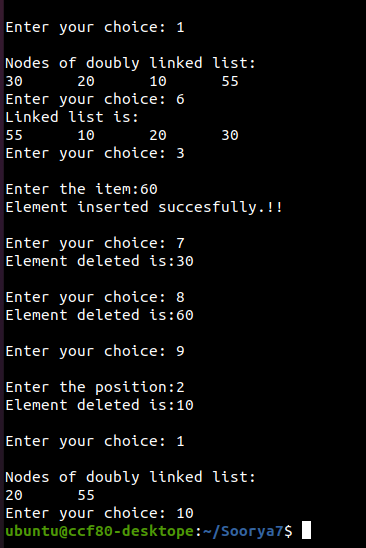 Enter your choice: 1
Nodes of doubly linked list:
30 20 10 55
Enter your choice: 6
Linked list is:
55 10 20 30
Enter your choice: 3
Enter the item:60
Element inserted succesfully.!!
Enter your choice: 7
Element deleted is:30
Enter your choice: 8
Element deleted is:60
Enter your choice: 9
Enter the position:2
Element deleted is:10
Enter your choice: 1
Nodes of doubly linked list:
20 55
Enter your choice: 10
ubuntu@ccf80-desktope:~/Soorya7$